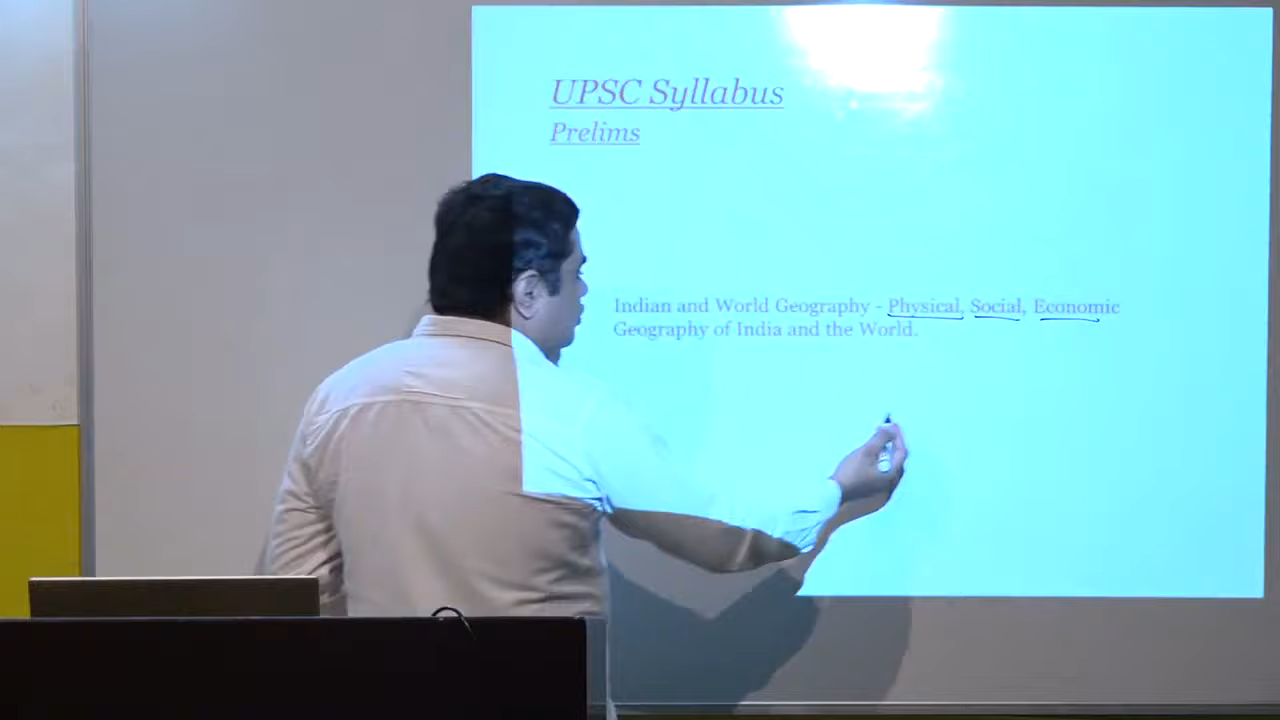 UPSC Syllabus
Prelims
Indian and World Geography - Physical, Social, Economic
Geography of India and the World.